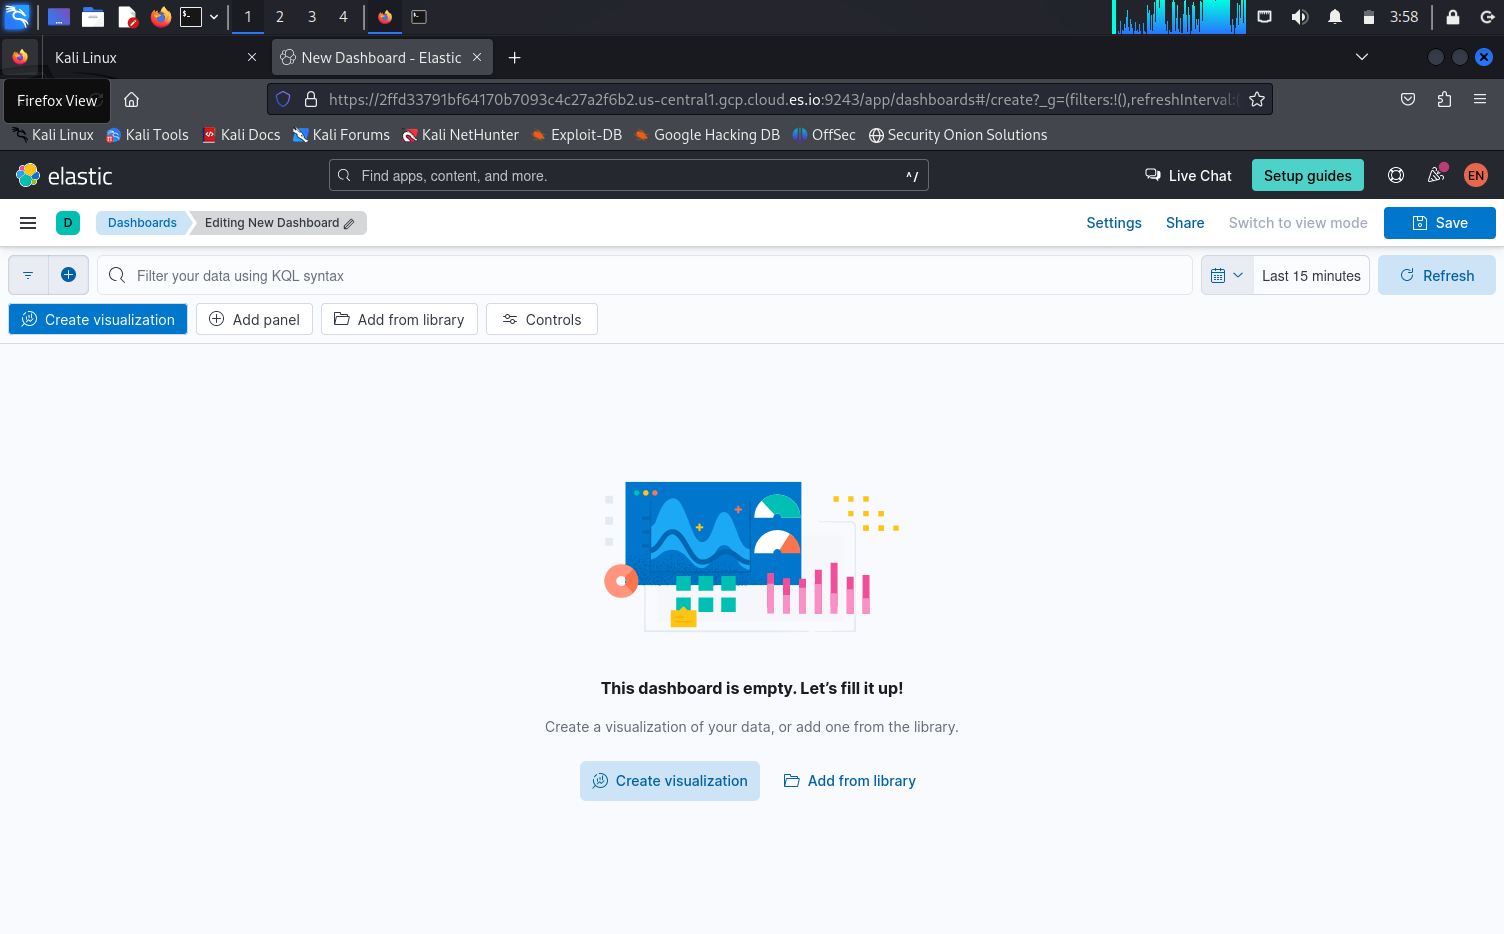 1 2 3 4 3:58
Kali Linux New Dashboard - Elastic
Firefox View https://2ffd33791bf64170b7093c4c27a2f6b2.us-central1.gcp.cloud.es.io:9243/app/dashboards#/create?_g=(filters:!(),refreshInterval:(
Kali Linux Kali Tools Kali Docs Kali Forums Kali NetHunter Exploit-DB Google Hacking DB OffSec Security Onion Solutions
elastic Find apps, content, and more. ^/ Live Chat Setup guides EN
D Dashboards Editing New Dashboard Settings Share Switch to view mode Save
Filter your data using KQL syntax Last 15 minutes Refresh
Create visualization Add panel Add from library Controls
This dashboard is empty. Let’s fill it up!
Create a visualization of your data, or add one from the library.
Create visualization Add from library